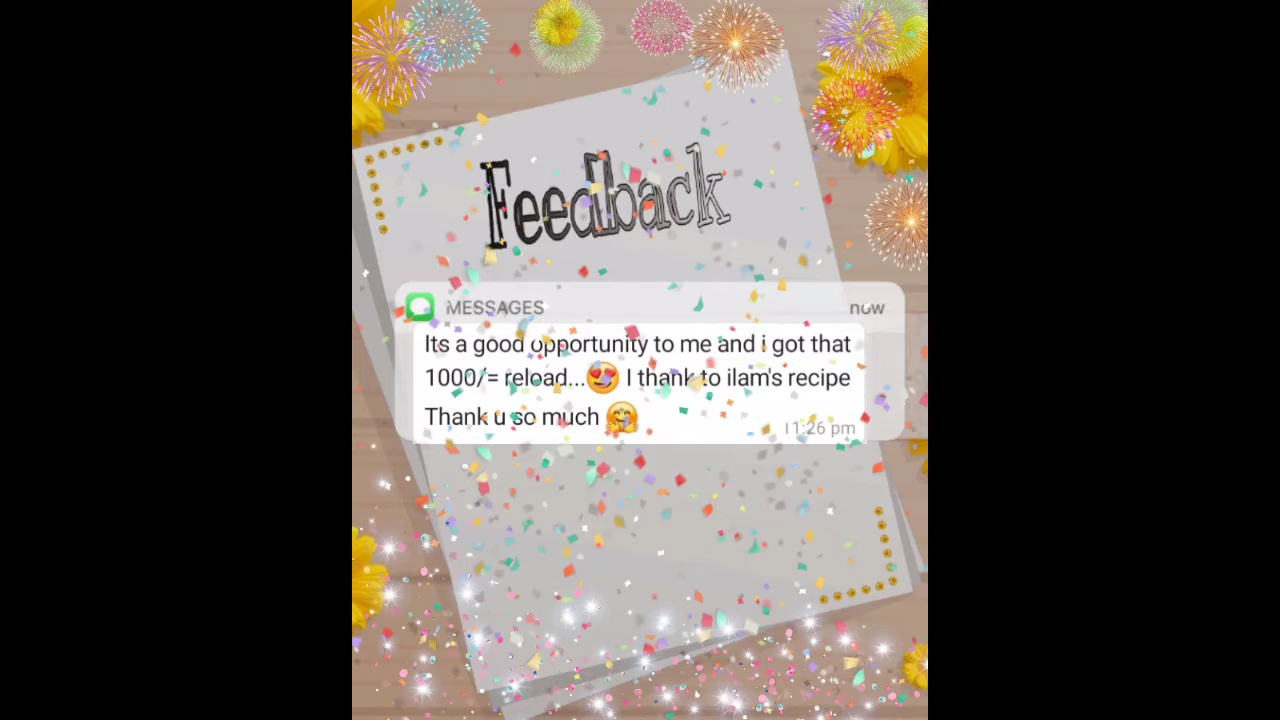 Feedback
MESSAGES now
Its a good opportunity to me and i got that
1000/= reload...😍 I thank to ilam's recipe
Thank u so much 🤗
11:26 pm